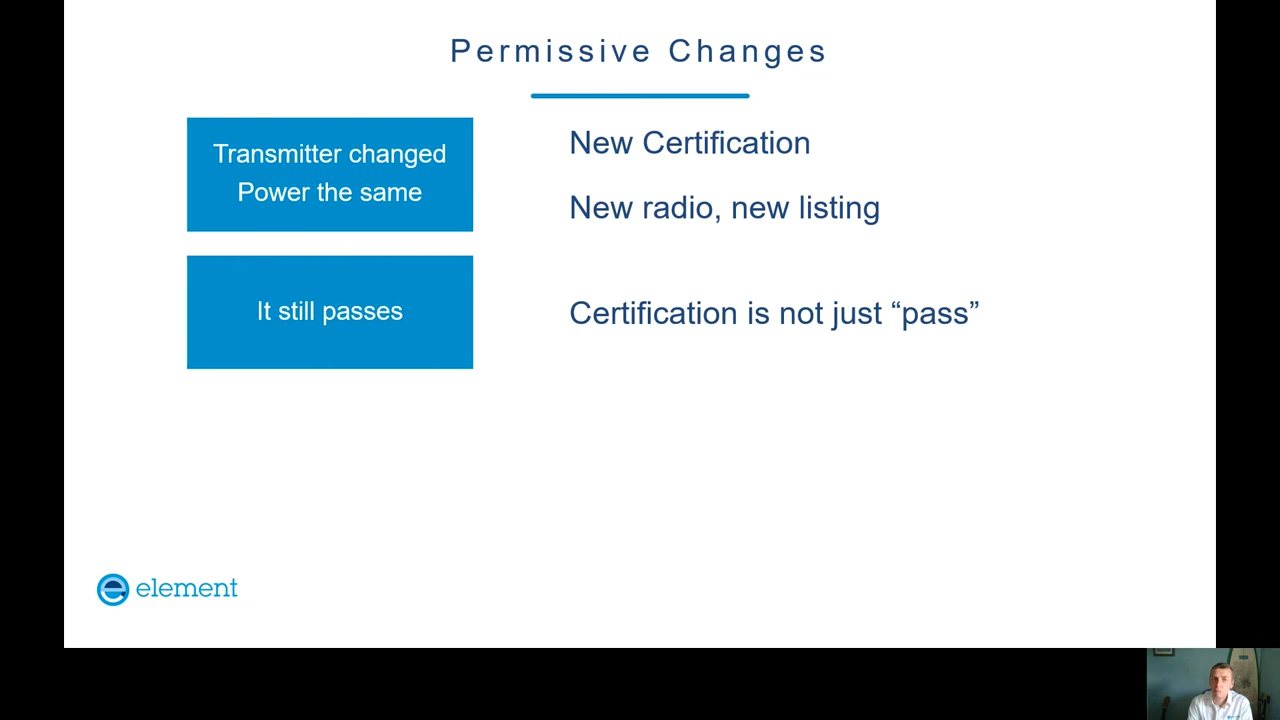 Permissive Changes
Transmitter changed
Power the same
New Certification
New radio, new listing
It still passes
Certification is not just “pass”
element